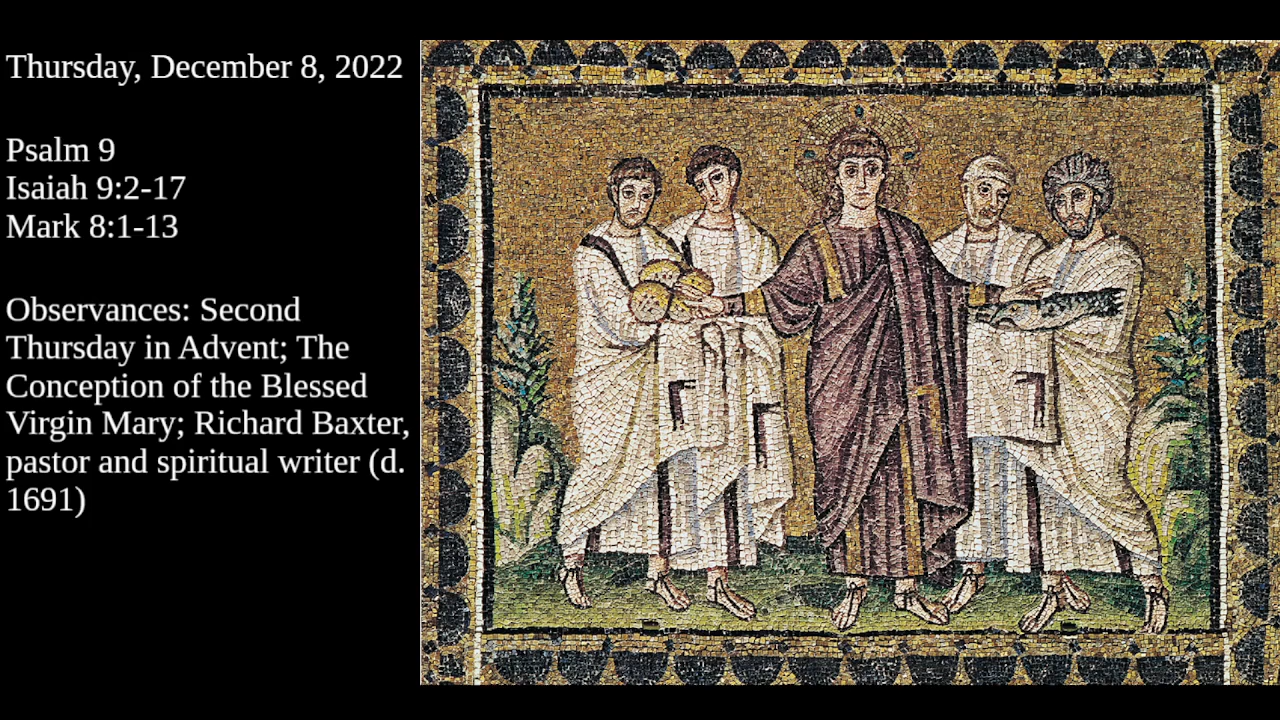 Thursday, December 8, 2022
Psalm 9
Isaiah 9:2-17
Mark 8:1-13
Observances: Second
Thursday in Advent; The
Conception of the Blessed
Virgin Mary; Richard Baxter,
pastor and spiritual writer (d.
1691)